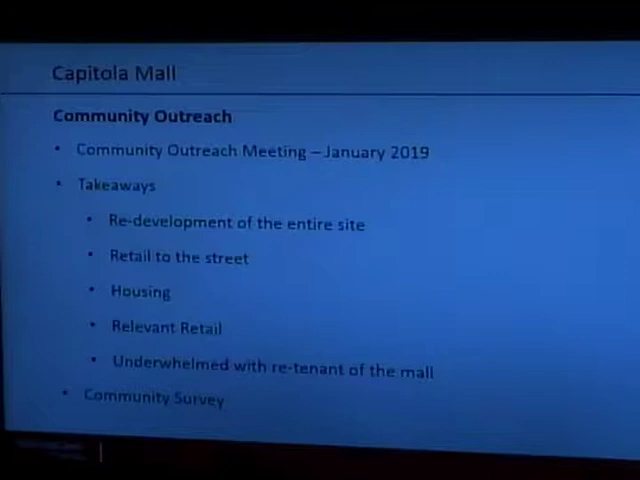 Capitola Mall
Community Outreach
• Community Outreach Meeting – January 2019
• Takeaways
• Re-development of the entire site
• Retail to the street
• Housing
• Relevant Retail
• Underwhelmed with re-tenant of the mall
• Community Survey